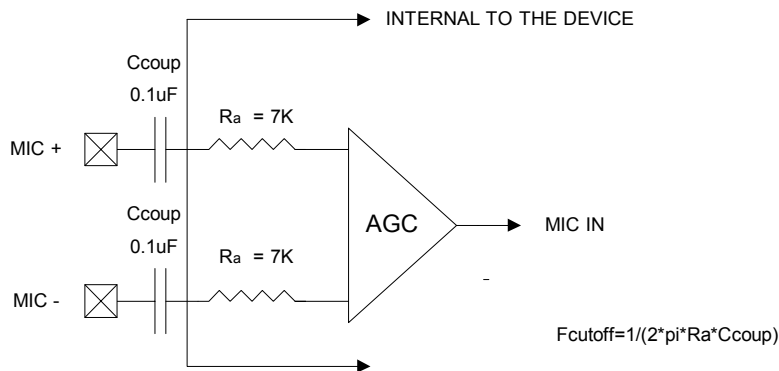 INTERNAL TO THE DEVICE
Ccoup
0.1uF
Ra = 7K
MIC +
Ccoup
0.1uF
AGC
MIC IN
Ra = 7K
MIC -
Fcutoff=1/(2*pi*Ra*Ccoup)